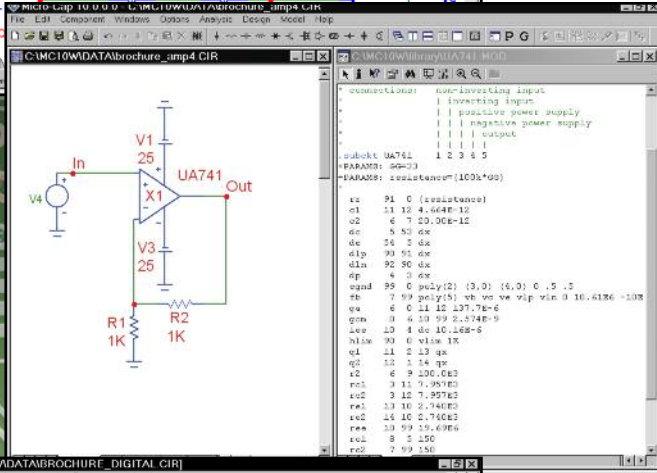 Micro-Cap 10.0.0.0 - C:\MC10W\DATA\brochure_amp4.CIR
File Edit Component Windows Options Analysis Design Model Help
C:\MC10W\DATA\brochure_amp4.CIR
V1
25
In
UA741
V4
X1
Out
V3
25
R1
1K
R2
1K
C:\MC10W\library\UA741.MOD
* connections: non-inverting input
* | inverting input
* | | positive power supply
* | | | negative power supply
* | | | | output
* | | | | |
.subckt UA741 1 2 3 4 5
+PARAMS: GG=33
+PARAMS: resistance={100k*GG}
*
rz 91 0 {resistance}
c1 11 12 4.664E-12
c2 6 7 20.00E-12
dc 5 53 dx
de 54 5 dx
dlp 90 91 dx
dln 92 90 dx
dp 4 3 dx
egnd 99 0 poly(2) (3,0) (4,0) 0 .5 .5
fb 7 99 poly(5) vb vc ve vlp vln 0 10.61E6 -10E
ga 6 0 11 12 137.7E-6
gcm 0 6 10 99 2.574E-9
iee 10 4 dc 10.16E-6
hlim 90 0 vlim 1K
q1 11 2 13 qx
q2 12 1 14 qx
r2 6 9 100.0E3
rc1 3 11 7.957E3
rc2 3 12 7.957E3
re1 13 10 2.740E3
re2 14 10 2.740E3
ree 10 99 19.69E6
ro1 8 5 150
ro2 7 99 150
\DATA\BROCHURE_DIGITAL.CIR]